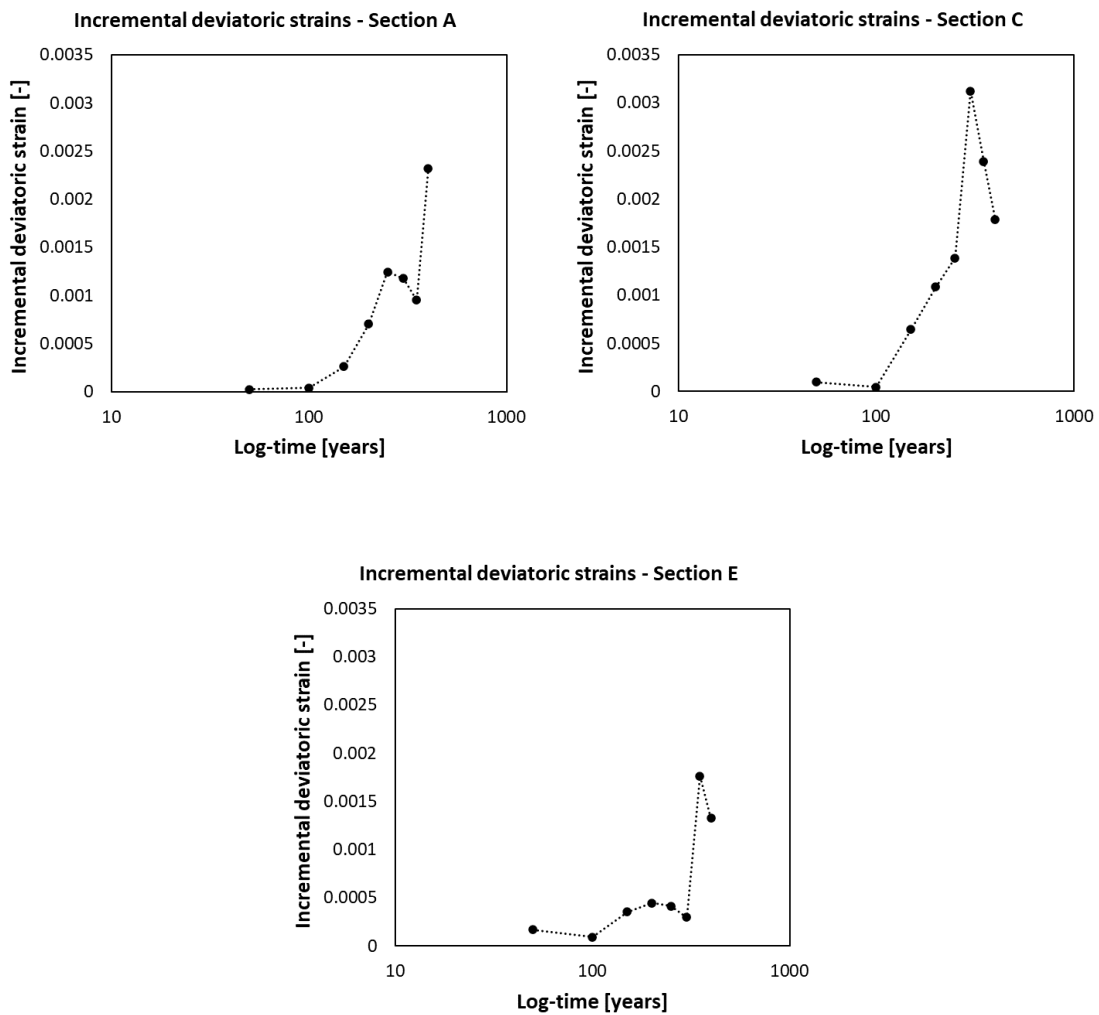 Incremental deviatoric strains - Section A
Incremental deviatoric strain [-]
0.0035
0.003
0.0025
0.002
0.0015
0.001
0.0005
0
10 100 1000
Log-time [years]
Incremental deviatoric strains - Section C
Incremental deviatoric strain [-]
0.0035
0.003
0.0025
0.002
0.0015
0.001
0.0005
0
10 100 1000
Log-time [years]
Incremental deviatoric strains - Section E
Incremental deviatoric strain [-]
0.0035
0.003
0.0025
0.002
0.0015
0.001
0.0005
0
10 100 1000
Log-time [years]